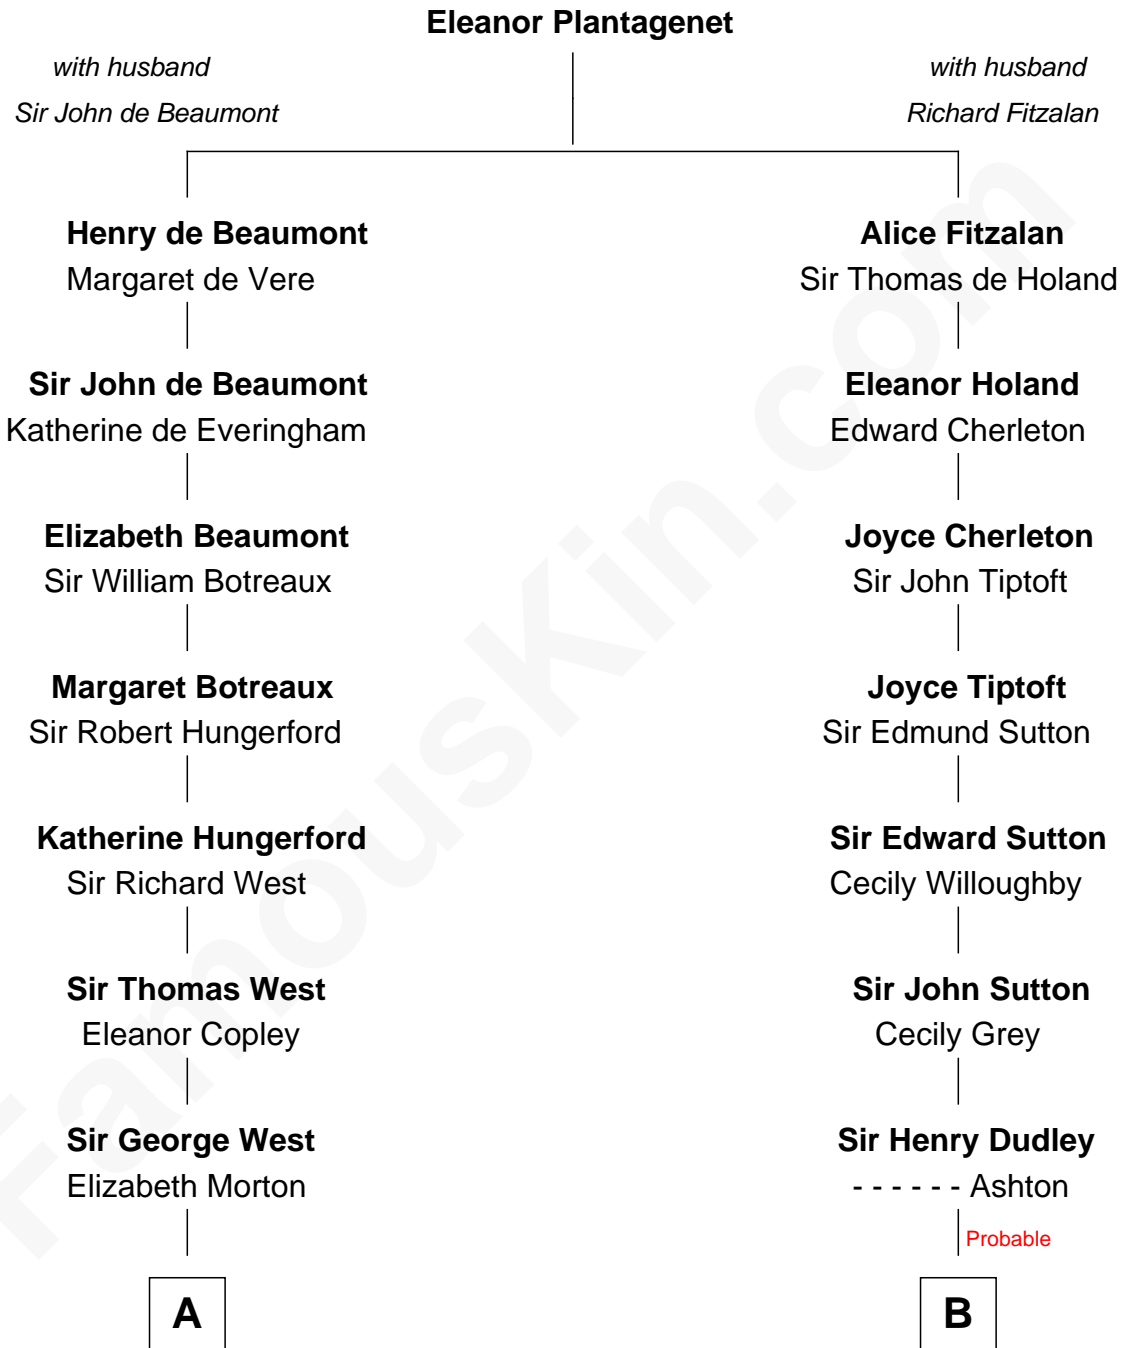 Eleanor Plantagenet
with husband
Sir John de Beaumont
with husband
Richard Fitzalan
Henry de Beaumont
Margaret de Vere
Alice Fitzalan
Sir Thomas de Holand
Sir John de Beaumont
Katherine de Everingham
Eleanor Holand
Edward Cherleton
Elizabeth Beaumont
Sir William Botreaux
Joyce Cherleton
Sir John Tiptoft
Margaret Botreaux
Sir Robert Hungerford
Joyce Tiptoft
Sir Edmund Sutton
Katherine Hungerford
Sir Richard West
Sir Edward Sutton
Cecily Willoughby
Sir Thomas West
Eleanor Copley
Sir John Sutton
Cecily Grey
Sir George West
Elizabeth Morton
Sir Henry Dudley
- - - - - - Ashton
Probable
A
B
FamousKin.com